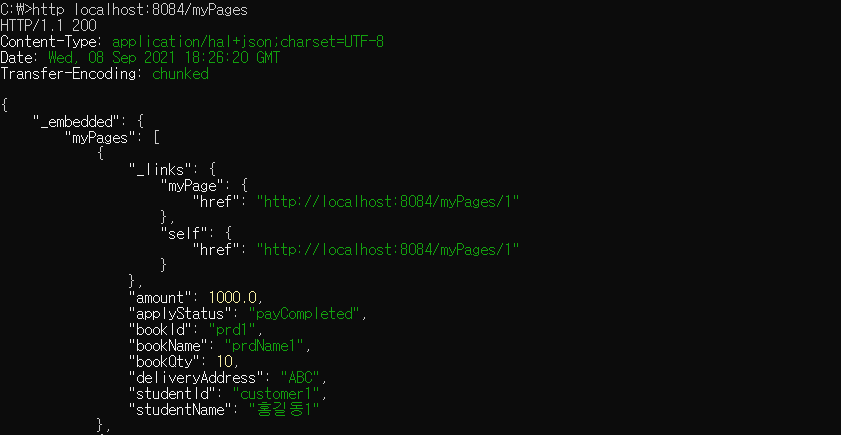 C:\>http localhost:8084/myPages
HTTP/1.1 200
Content-Type: application/hal+json;charset=UTF-8
Date: Wed, 08 Sep 2021 18:26:20 GMT
Transfer-Encoding: chunked
{
"_embedded": {
"myPages": [
{
"_links": {
"myPage": {
"href": "http://localhost:8084/myPages/1"
},
"self": {
"href": "http://localhost:8084/myPages/1"
}
},
"amount": 1000.0,
"applyStatus": "payCompleted",
"bookId": "prd1",
"bookName": "prdName1",
"bookQty": 10,
"deliveryAddress": "ABC",
"studentId": "customer1",
"studentName": "홍길동1"
},